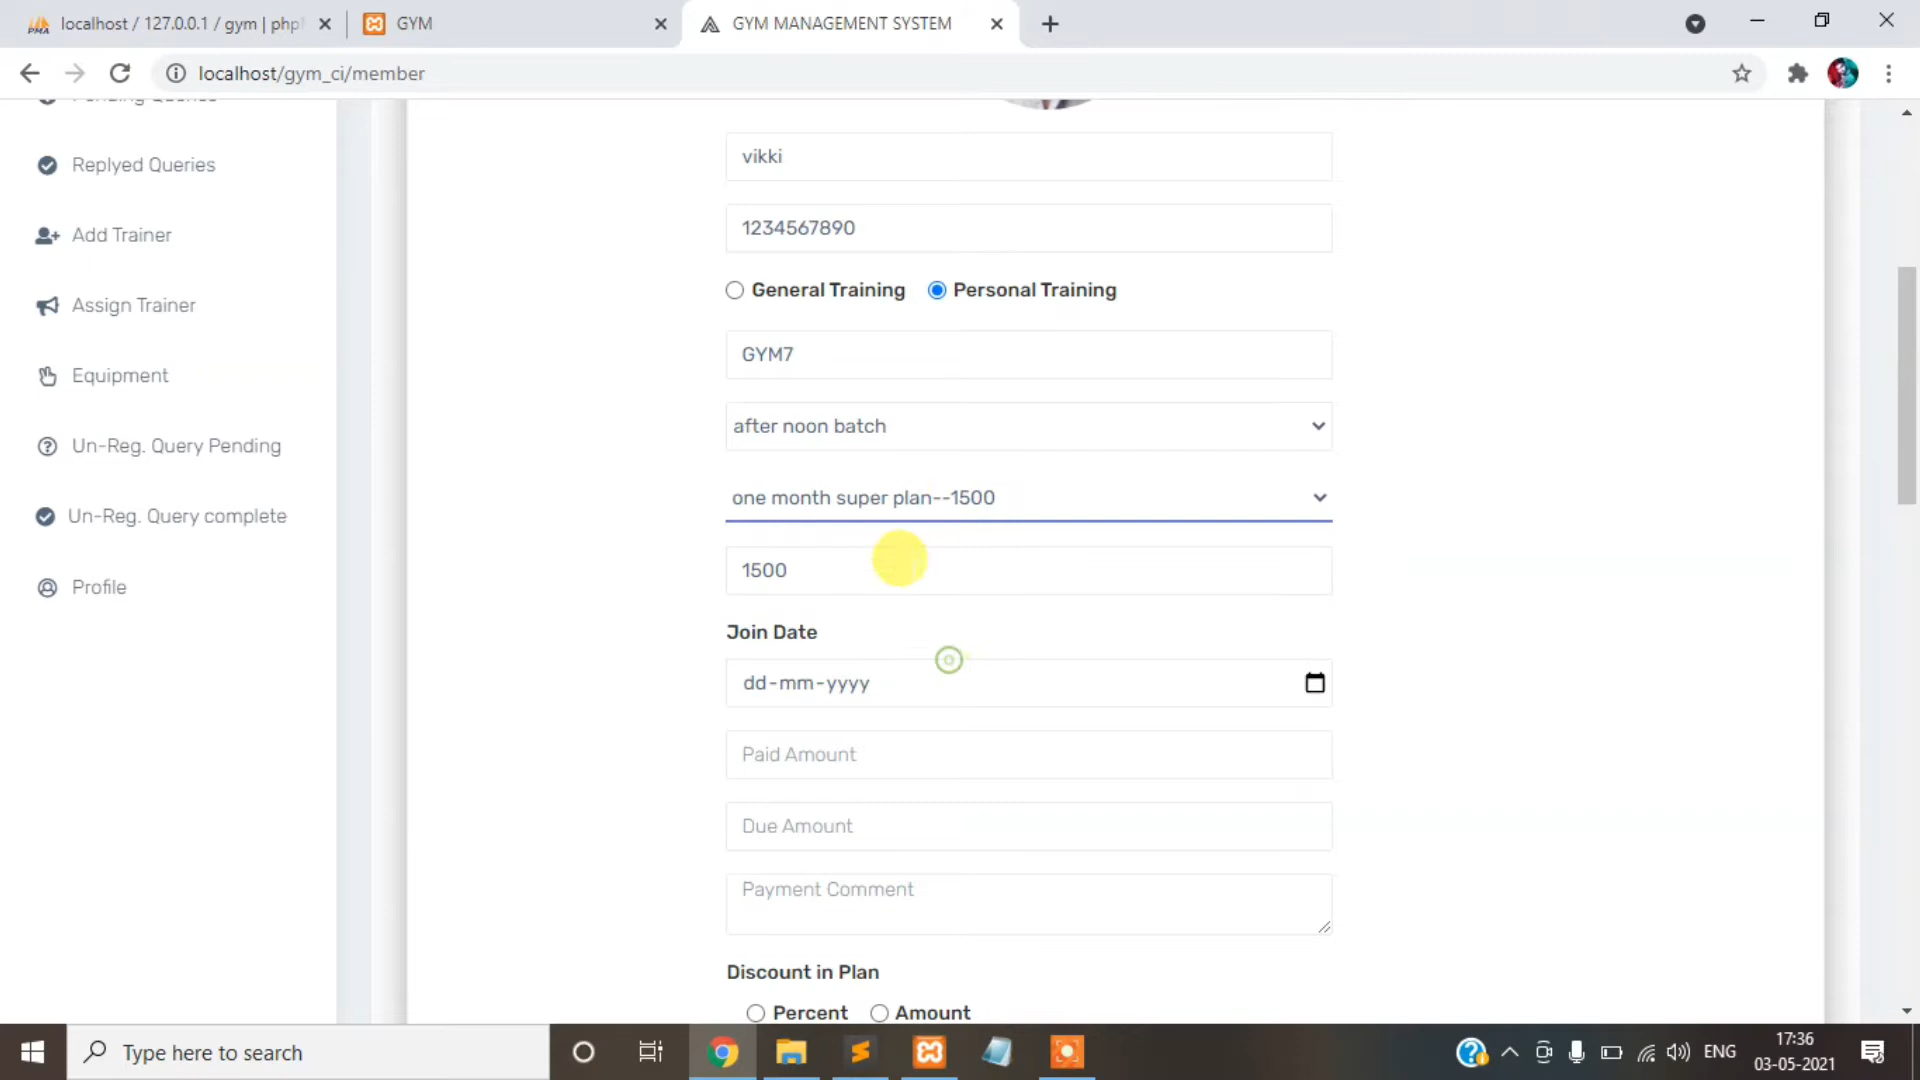 localhost / 127.0.0.1 / gym | php
GYM
GYM MANAGEMENT SYSTEM
localhost/gym_ci/member
Pending Queries
Replyed Queries
Add Trainer
Assign Trainer
Equipment
Un-Reg. Query Pending
Un-Reg. Query complete
Profile
vikki
1234567890
General Training
Personal Training
GYM7
after noon batch
one month super plan--1500
1500
Join Date
dd-mm-yyyy
Paid Amount
Due Amount
Payment Comment
Discount in Plan
Percent
Amount
Type here to search
ENG
17:36
03-05-2021